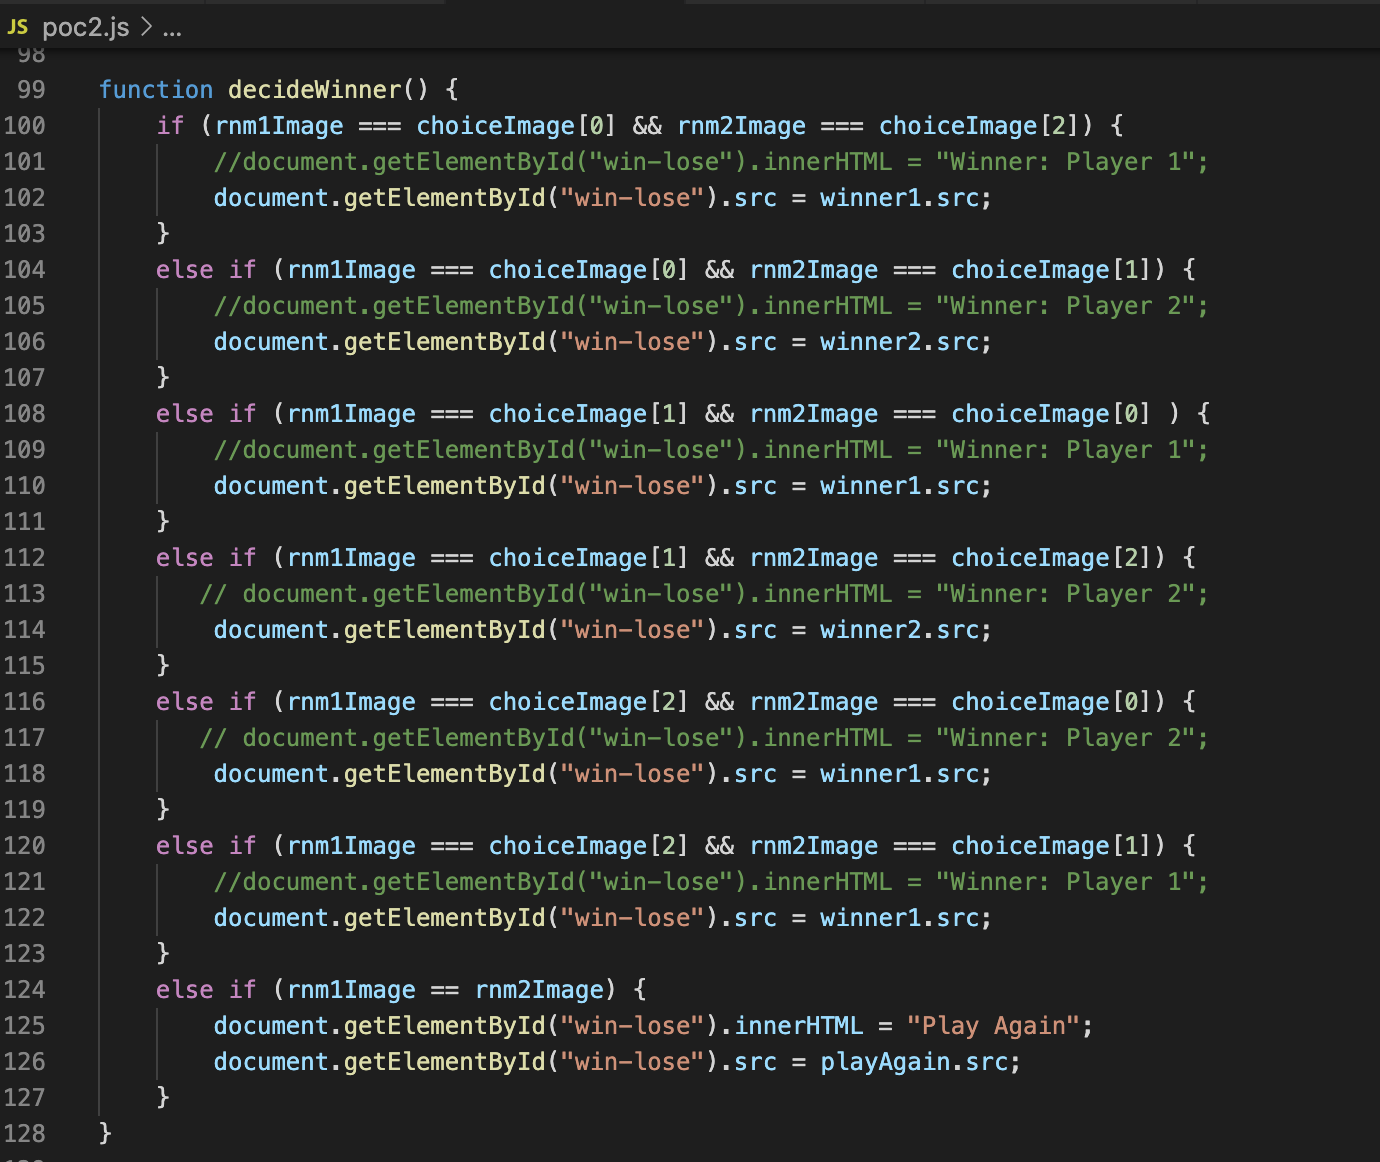 JS poc2.js > ...
98
99 function decideWinner() {
100 if (rnm1Image === choiceImage[0] && rnm2Image === choiceImage[2]) {
101 //document.getElementById("win-lose").innerHTML = "Winner: Player 1";
102 document.getElementById("win-lose").src = winner1.src;
103 }
104 else if (rnm1Image === choiceImage[0] && rnm2Image === choiceImage[1]) {
105 //document.getElementById("win-lose").innerHTML = "Winner: Player 2";
106 document.getElementById("win-lose").src = winner2.src;
107 }
108 else if (rnm1Image === choiceImage[1] && rnm2Image === choiceImage[0] ) {
109 //document.getElementById("win-lose").innerHTML = "Winner: Player 1";
110 document.getElementById("win-lose").src = winner1.src;
111 }
112 else if (rnm1Image === choiceImage[1] && rnm2Image === choiceImage[2]) {
113 // document.getElementById("win-lose").innerHTML = "Winner: Player 2";
114 document.getElementById("win-lose").src = winner2.src;
115 }
116 else if (rnm1Image === choiceImage[2] && rnm2Image === choiceImage[0]) {
117 // document.getElementById("win-lose").innerHTML = "Winner: Player 2";
118 document.getElementById("win-lose").src = winner1.src;
119 }
120 else if (rnm1Image === choiceImage[2] && rnm2Image === choiceImage[1]) {
121 //document.getElementById("win-lose").innerHTML = "Winner: Player 1";
122 document.getElementById("win-lose").src = winner1.src;
123 }
124 else if (rnm1Image == rnm2Image) {
125 document.getElementById("win-lose").innerHTML = "Play Again";
126 document.getElementById("win-lose").src = playAgain.src;
127 }
128 }